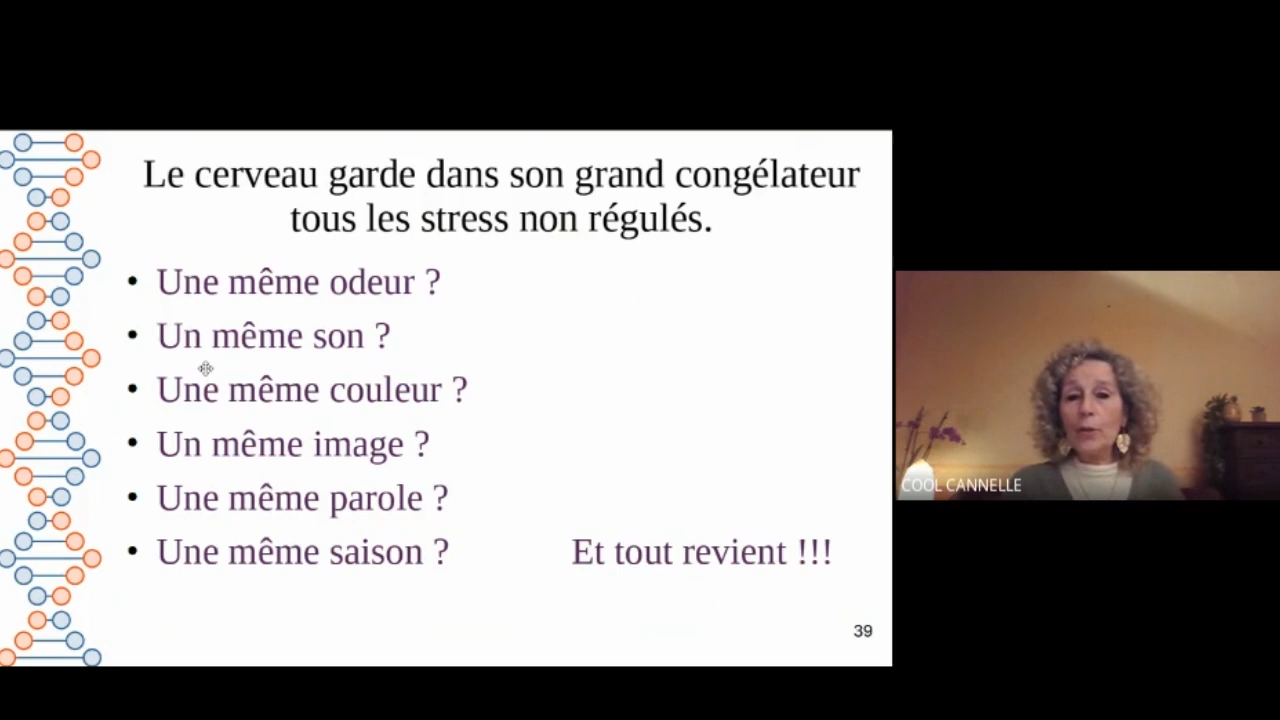 Le cerveau garde dans son grand congélateur
tous les stress non régulés.
• Une même odeur ?
• Un même son ?
• Une même couleur ?
• Un même image ?
• Une même parole ?
• Une même saison ? Et tout revient !!!
39
COOL CANNELLE